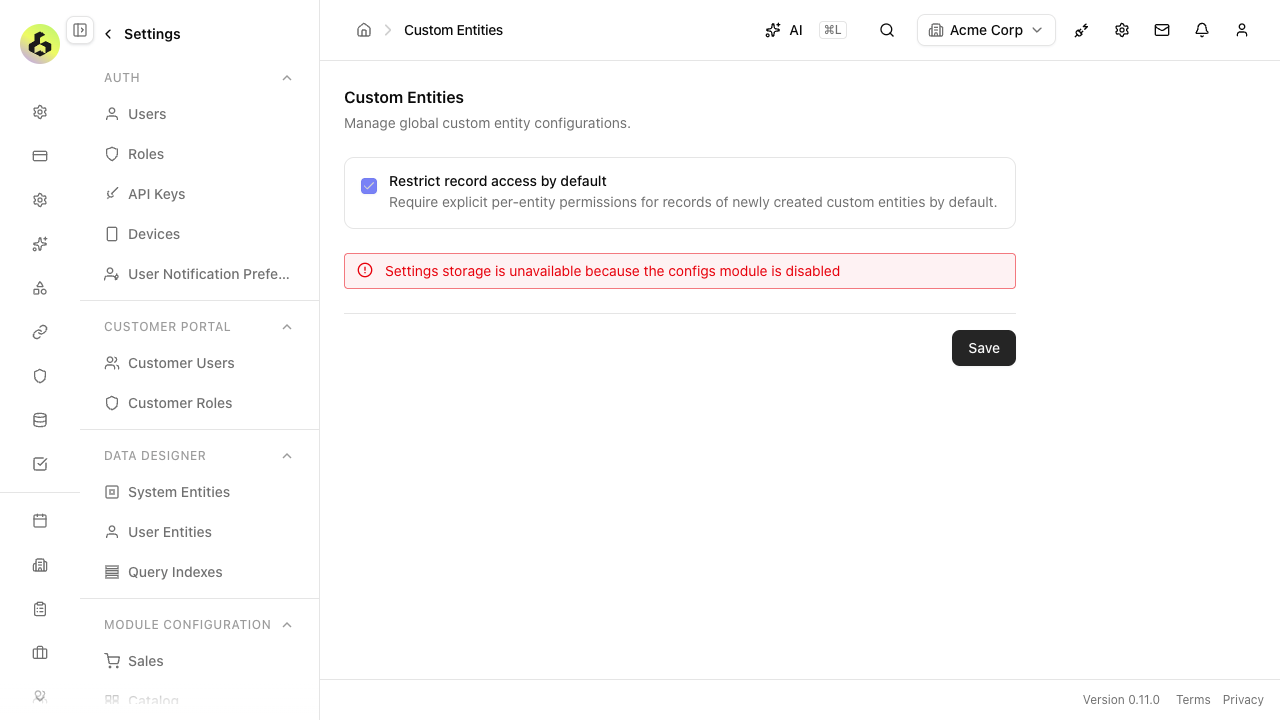 Settings
AUTH
Users
Roles
API Keys
Devices
User Notification Prefe...
CUSTOMER PORTAL
Customer Users
Customer Roles
DATA DESIGNER
System Entities
User Entities
Query Indexes
MODULE CONFIGURATION
Sales
Catalog
Custom Entities
AI ⌘L
Acme Corp
Custom Entities
Manage global custom entity configurations.
Restrict record access by default
Require explicit per-entity permissions for records of newly created custom entities by default.
Settings storage is unavailable because the configs module is disabled
Save
Version 0.11.0 Terms Privacy